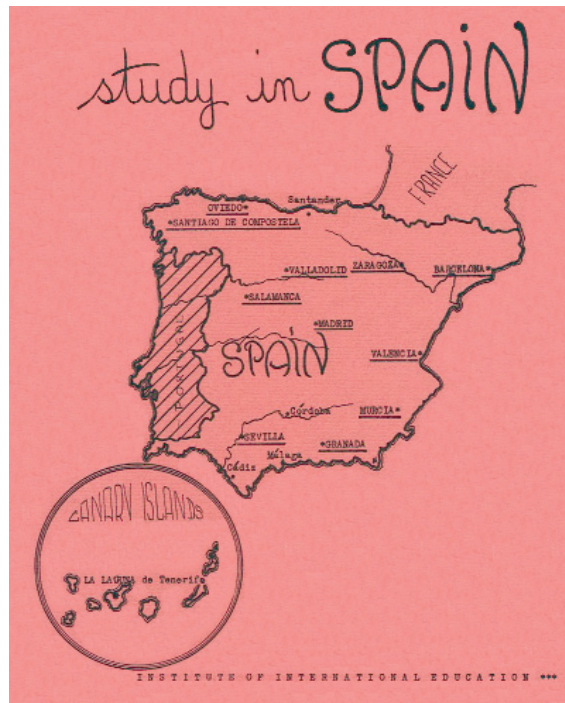 study in SPAIN
FRANCE
Santander
OVIEDO
SANTIAGO DE COMPOSTELA
VALLADOLID
ZARAGOZA
BARCELONA
SALAMANCA
MADRID
SPAIN
PORTUGAL
VALENCIA
Córdoba
MURCIA
SEVILLA
GRANADA
Málaga
Cádiz
CANARY ISLANDS
LA LAGUNA de Tenerife
INSTITUTE OF INTERNATIONAL EDUCATION ***